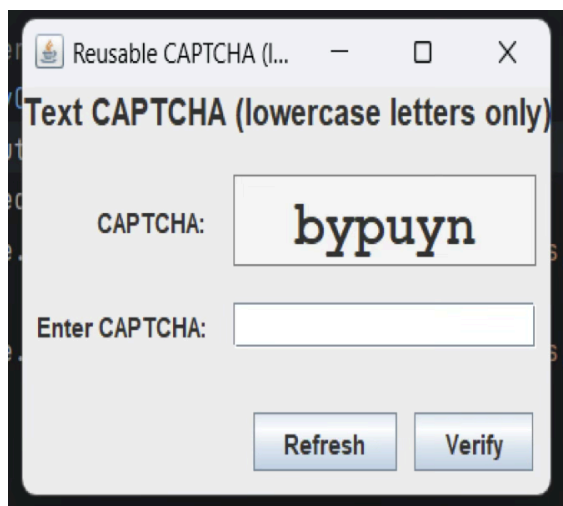 Reusable CAPTCHA (l...
Text CAPTCHA (lowercase letters only)
CAPTCHA: bypuyn
Enter CAPTCHA:
Refresh Verify